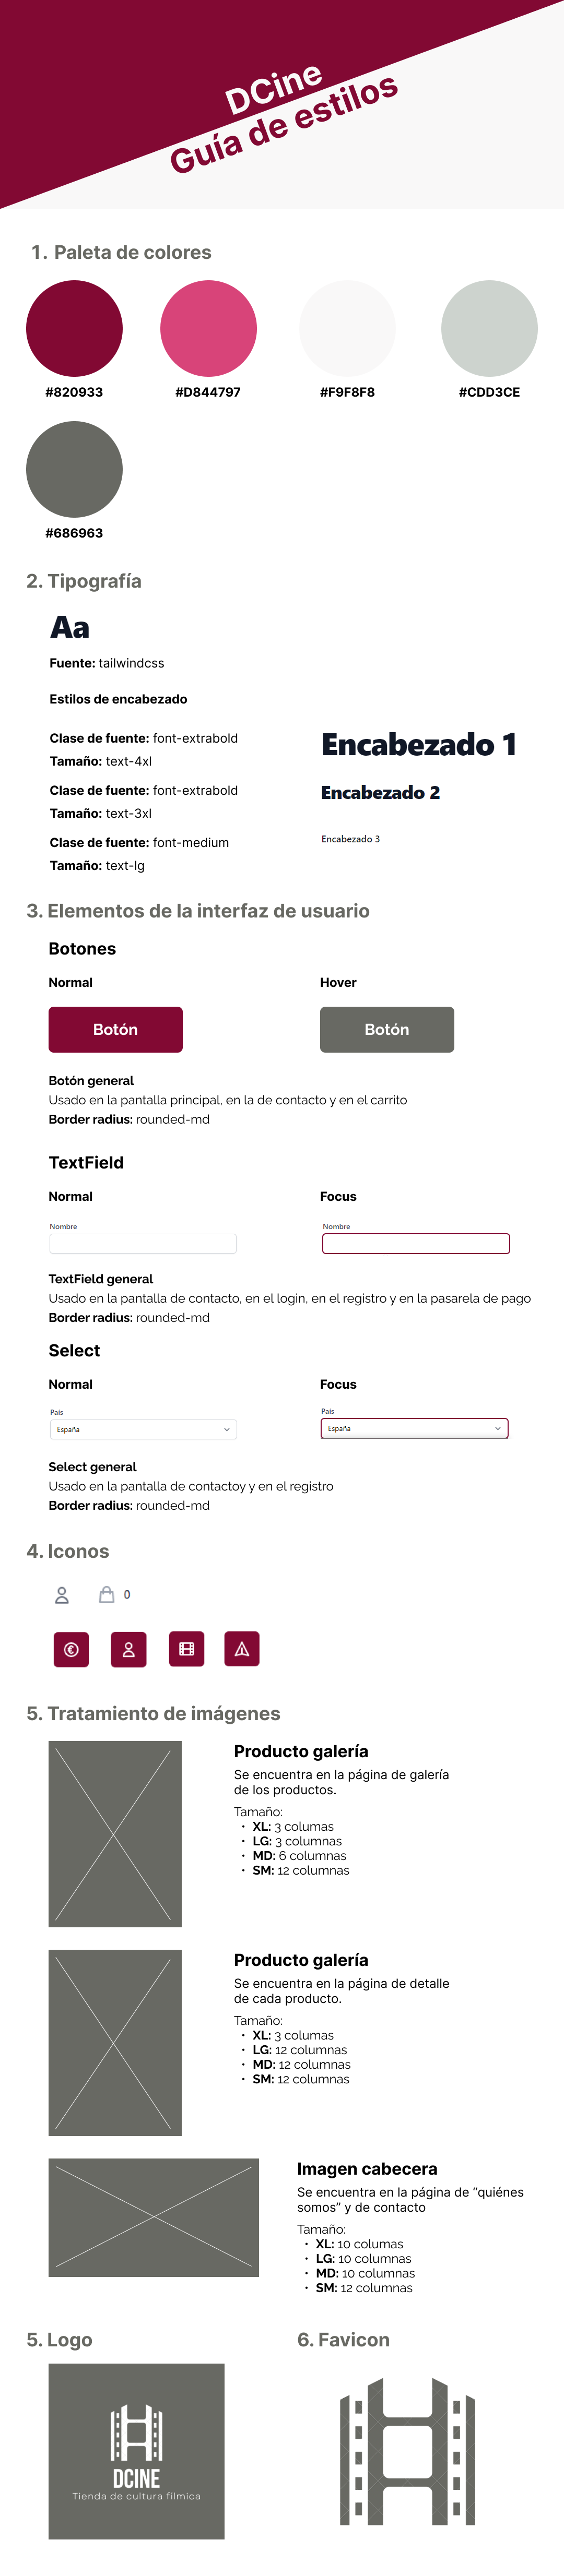 DCine
Guía de estilos
1. Paleta de colores
#820933
#D844797
#F9F8F8
#CDD3CE
#686963
2. Tipografía
Aa
Fuente: tailwindcss
Estilos de encabezado
Clase de fuente: font-extrabold
Tamaño: text-4xl
Encabezado 1
Clase de fuente: font-extrabold
Tamaño: text-3xl
Encabezado 2
Clase de fuente: font-medium
Tamaño: text-lg
Encabezado 3
3. Elementos de la interfaz de usuario
Botones
Normal
Hover
Botón
Botón
Botón general
Usado en la pantalla principal, en la de contacto y en el carrito
Border radius: rounded-md
TextField
Normal
Focus
Nombre
Nombre
TextField general
Usado en la pantalla de contacto, en el login, en el registro y en la pasarela de pago
Border radius: rounded-md
Select
Normal
Focus
País
España
País
España
Select general
Usado en la pantalla de contactoy y en el registro
Border radius: rounded-md
4. Iconos
0
5. Tratamiento de imágenes
Producto galería
Se encuentra en la página de galería
de los productos.
Tamaño:
• XL: 3 columas
• LG: 3 columnas
• MD: 6 columnas
• SM: 12 columnas
Producto galería
Se encuentra en la página de detalle
de cada producto.
Tamaño:
• XL: 3 columas
• LG: 12 columnas
• MD: 12 columnas
• SM: 12 columnas
Imagen cabecera
Se encuentra en la página de “quiénes
somos” y de contacto
Tamaño:
• XL: 10 columas
• LG: 10 columnas
• MD: 10 columnas
• SM: 12 columnas
5. Logo
DCINE
Tienda de cultura fílmica
6. Favicon